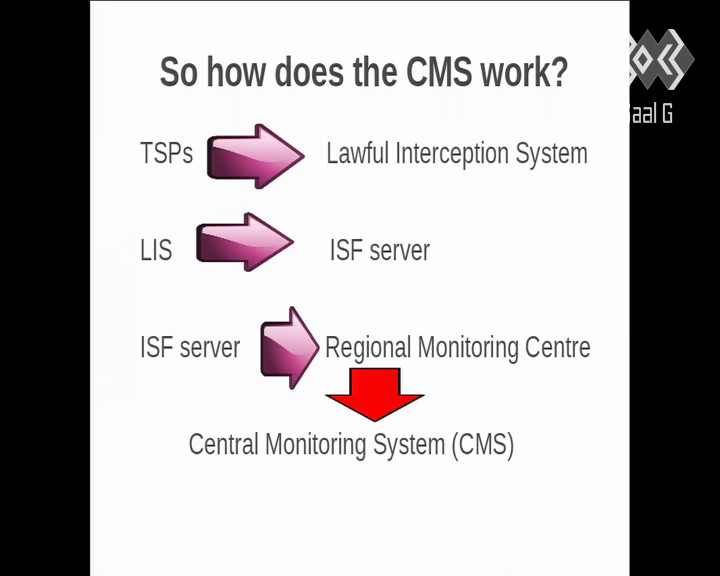 So how does the CMS work?
TSPs Lawful Interception System
LIS ISF server
ISF server Regional Monitoring Centre
Central Monitoring System (CMS)
aal G